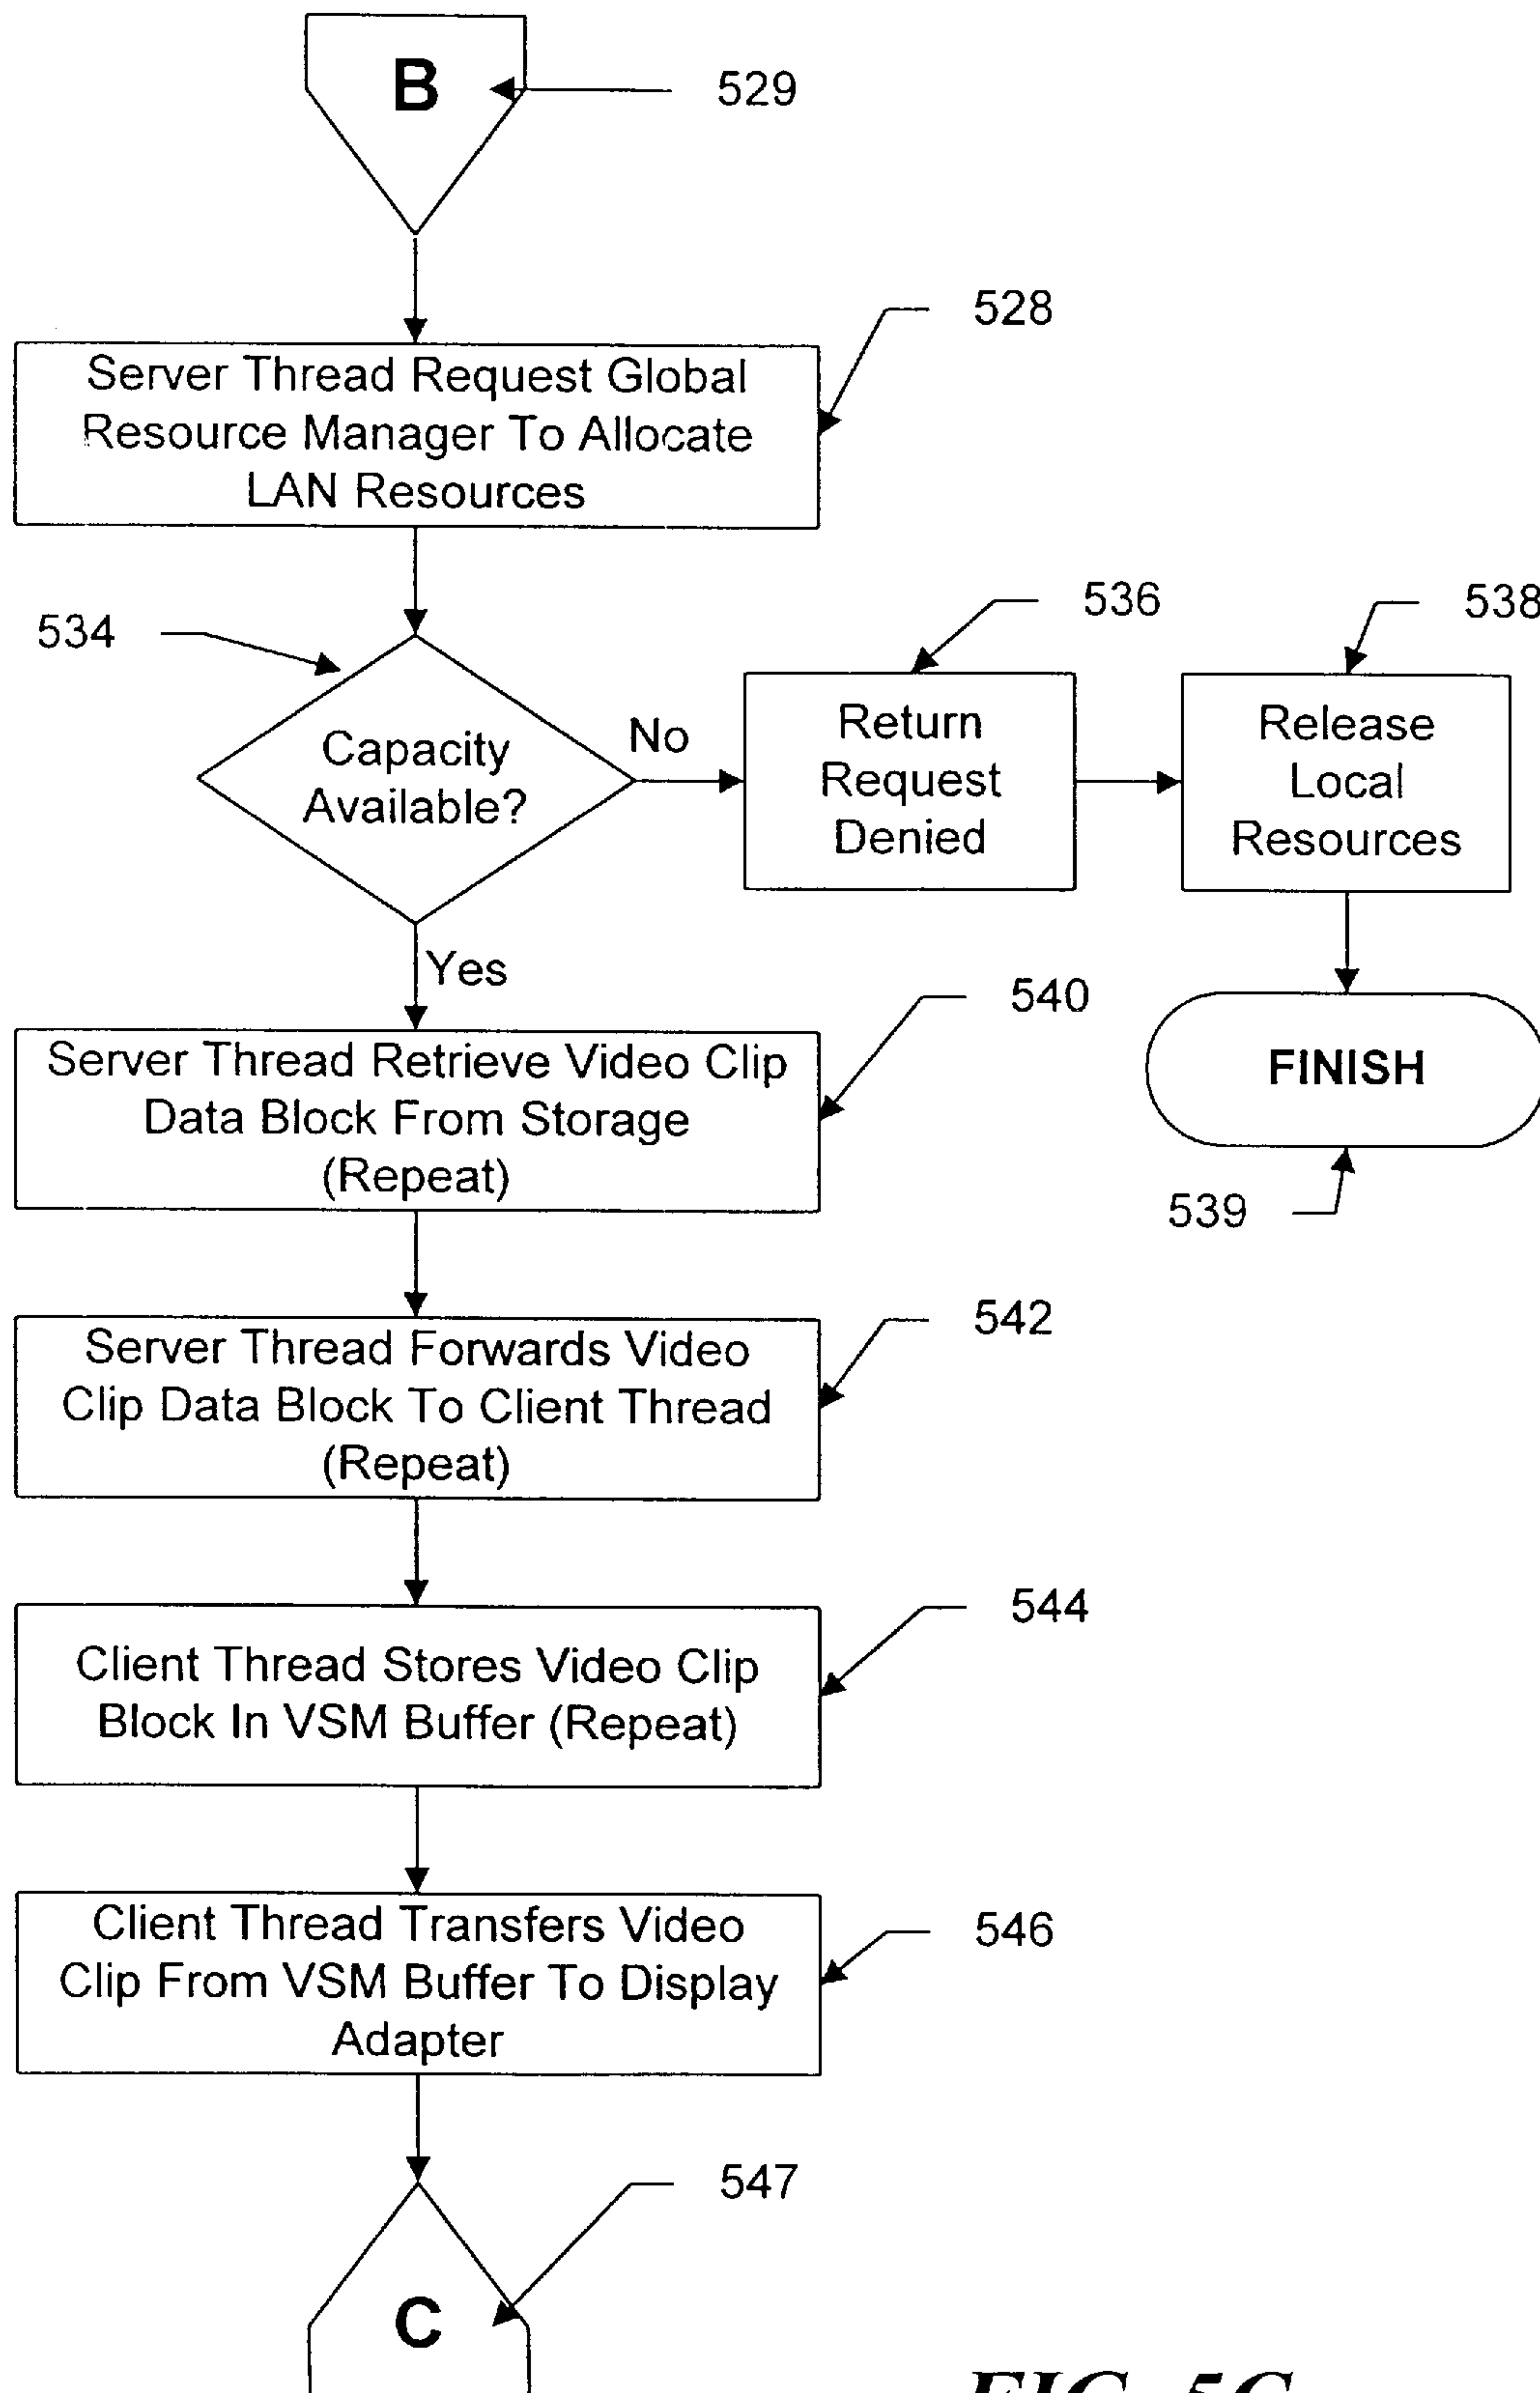 B
529
528
Server Thread Request Global
Resource Manager To Allocate
LAN Resources
534
536
538
Capacity
Available?
No
Return
Request
Denied
Release
Local
Resources
Yes
540
Server Thread Retrieve Video Clip
Data Block From Storage
(Repeat)
FINISH
539
542
Server Thread Forwards Video
Clip Data Block To Client Thread
(Repeat)
544
Client Thread Stores Video Clip
Block In VSM Buffer (Repeat)
546
Client Thread Transfers Video
Clip From VSM Buffer To Display
Adapter
547
C
FIG. 5C